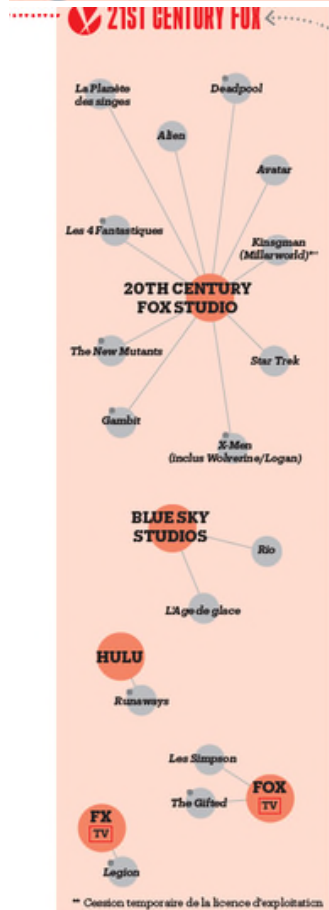 21ST CENTURY FOX
La Planète
des singes
Deadpool
Alien
Avatar
Les 4 Fantastiques
Kinsgman
(Millarworld)**
20TH CENTURY
FOX STUDIO
The New Mutants
Star Trek
Gambit
X-Men
(inclus Wolverine/Logan)
BLUE SKY
STUDIOS
Rio
L'Age de glace
HULU
Runaways
Les Simpson
FOX
TV
The Gifted
FX
TV
Legion
** Cession temporaire de la licence d'exploitation